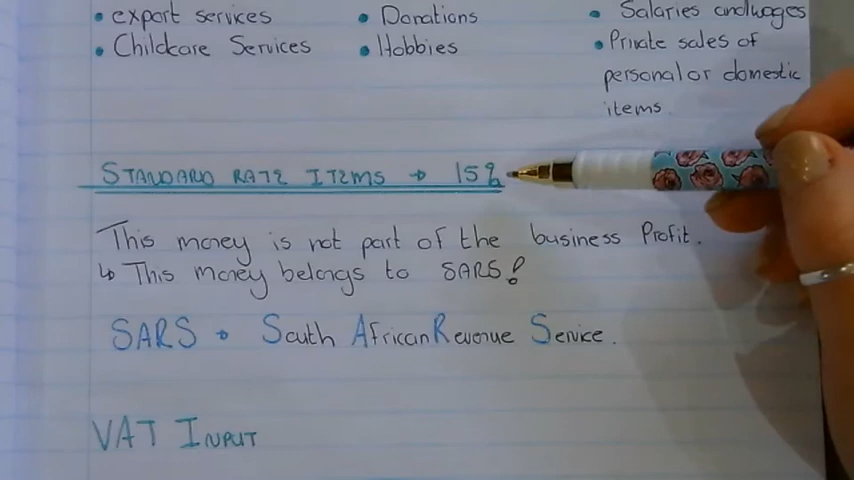 • export services • Donations • Salaries and wages
• Childcare Services • Hobbies • Private sales of
personal or domestic
items.
STANDARD RATE ITEMS → 15%
This money is not part of the business Profit.
↳ This money belongs to SARS!
SARS → South African Revenue Service.
VAT INPUT